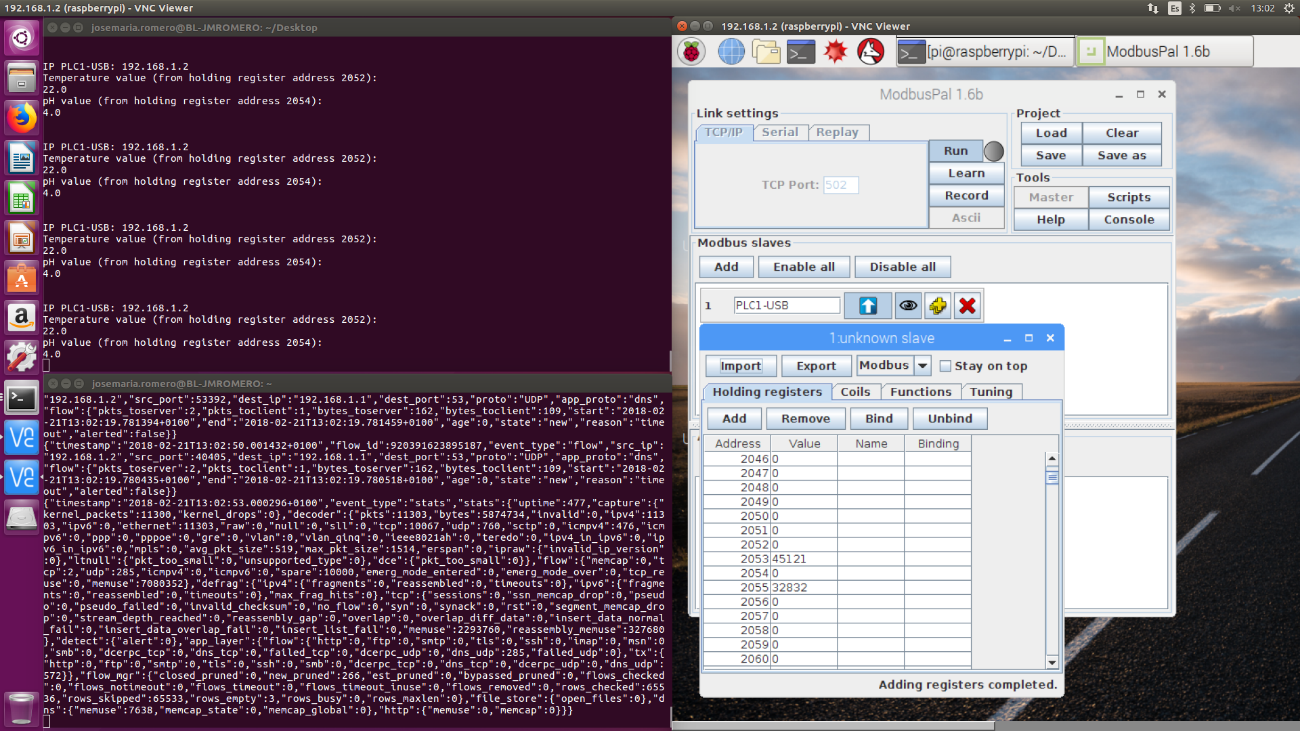 192.168.1.2 (raspberrypi) - VNC Viewer
Es
13:02
josemaria.romero@BL-JMROMERO: ~/Desktop
IP PLC1-USB: 192.168.1.2
Temperature value (from holding register address 2052):
22.0
pH value (from holding register address 2054):
4.0
IP PLC1-USB: 192.168.1.2
Temperature value (from holding register address 2052):
22.0
pH value (from holding register address 2054):
4.0
IP PLC1-USB: 192.168.1.2
Temperature value (from holding register address 2052):
22.0
pH value (from holding register address 2054):
4.0
IP PLC1-USB: 192.168.1.2
Temperature value (from holding register address 2052):
22.0
pH value (from holding register address 2054):
4.0
josemaria.romero@BL-JMROMERO: ~
"192.168.1.2","src_port":53392,"dest_ip":"192.168.1.1","dest_port":53,"proto":"UDP","app_proto":"dns",
"flow":{"pkts_toserver":2,"pkts_toclient":1,"bytes_toserver":162,"bytes_toclient":109,"start":"2018-02
-21T13:02:19.781394+0100","end":"2018-02-21T13:02:19.781459+0100","age":0,"state":"new","reason":"time
out","alerted":false}}
{"timestamp":"2018-02-21T13:02:50.001432+0100","flow_id":920391623895187,"event_type":"flow","src_ip":
"192.168.1.2","src_port":40405,"dest_ip":"192.168.1.1","dest_port":53,"proto":"UDP","app_proto":"dns",
"flow":{"pkts_toserver":2,"pkts_toclient":1,"bytes_toserver":162,"bytes_toclient":109,"start":"2018-02
-21T13:02:19.780435+0100","end":"2018-02-21T13:02:19.780518+0100","age":0,"state":"new","reason":"time
out","alerted":false}}
{"timestamp":"2018-02-21T13:02:53.000296+0100","event_type":"stats","stats":{"uptime":477,"capture":{"
kernel_packets":11300,"kernel_drops":0},"decoder":{"pkts":11303,"bytes":5874734,"invalid":0,"ipv4":113
03,"ipv6":0,"ethernet":11303,"raw":0,"null":0,"sll":0,"tcp":10067,"udp":760,"sctp":0,"icmpv4":476,"icm
pv6":0,"ppp":0,"pppoe":0,"gre":0,"vlan":0,"vlan_qinq":0,"ieee8021ah":0,"teredo":0,"ipv4_in_ipv6":0,"ip
v6_in_ipv6":0,"mpls":0,"avg_pkt_size":519,"max_pkt_size":1514,"erspan":0,"ipraw":{"invalid_ip_version"
:0},"ltnull":{"pkt_too_small":0,"unsupported_type":0},"dce":{"pkt_too_small":0}},"flow":{"memcap":0,"t
cp":2,"udp":285,"icmpv4":0,"icmpv6":0,"spare":10000,"emerg_mode_entered":0,"emerg_mode_over":0,"tcp_re
use":0,"memuse":7080352},"defrag":{"ipv4":{"fragments":0,"reassembled":0,"timeouts":0},"ipv6":{"fragme
nts":0,"reassembled":0,"timeouts":0},"max_frag_hits":0},"tcp":{"sessions":0,"ssn_memcap_drop":0,"pseud
o":0,"pseudo_failed":0,"invalid_checksum":0,"no_flow":0,"syn":0,"synack":0,"rst":0,"segment_memcap_dro
p":0,"stream_depth_reached":0,"reassembly_gap":0,"overlap":0,"overlap_diff_data":0,"insert_data_normal
_fail":0,"insert_data_overlap_fail":0,"insert_list_fail":0,"memuse":2293760,"reassembly_memuse":327680
},"detect":{"alert":0},"app_layer":{"flow":{"http":0,"ftp":0,"smtp":0,"tls":0,"ssh":0,"imap":0,"msn":0
,"smb":0,"dcerpc_tcp":0,"dns_tcp":0,"failed_tcp":0,"dcerpc_udp":0,"dns_udp":285,"failed_udp":0},"tx":{
"http":0,"ftp":0,"smtp":0,"tls":0,"ssh":0,"smb":0,"dcerpc_tcp":0,"dns_tcp":0,"dcerpc_udp":0,"dns_udp":
572}},"flow_mgr":{"closed_pruned":0,"new_pruned":266,"est_pruned":0,"bypassed_pruned":0,"flows_checked
":0,"flows_notimeout":0,"flows_timeout":0,"flows_timeout_inuse":0,"flows_removed":0,"rows_checked":655
36,"rows_skipped":65533,"rows_empty":3,"rows_busy":0,"rows_maxlen":0},"file_store":{"open_files":0},"d
ns":{"memuse":7638,"memcap_state":0,"memcap_global":0},"http":{"memuse":0,"memcap":0}}}
192.168.1.2 (raspberrypi) - VNC Viewer
[pi@raspberrypi: ~/D...
ModbusPal 1.6b
ModbusPal 1.6b
Link settings
TCP/IP
Serial
Replay
TCP Port: 502
Run
Learn
Record
Ascii
Project
Load
Clear
Save
Save as
Tools
Master
Scripts
Help
Console
Modbus slaves
Add
Enable all
Disable all
1
PLC1-USB
1:unknown slave
Import
Export
Modbus
Stay on top
Holding registers
Coils
Functions
Tuning
Add
Remove
Bind
Unbind
Address Value Name Binding
2046 0
2047 0
2048 0
2049 0
2050 0
2051 0
2052 0
2053 45121
2054 0
2055 32832
2056 0
2057 0
2058 0
2059 0
2060 0
Adding registers completed.